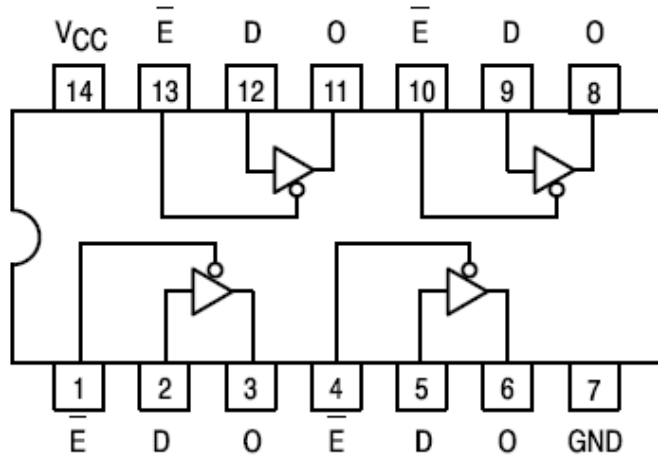 VCC E̅ D O E̅ D O
14 13 12 11 10 9 8
1 2 3 4 5 6 7
E̅ D O E̅ D O GND